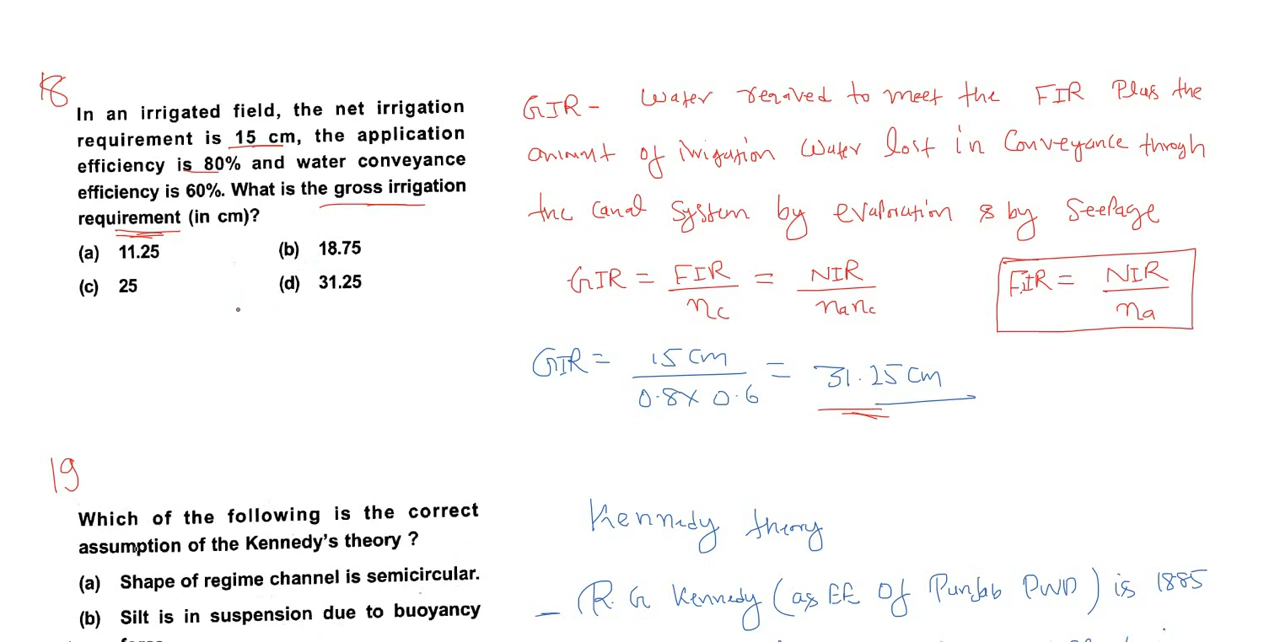 18
In an irrigated field, the net irrigation
requirement is 15 cm, the application
efficiency is 80% and water conveyance
efficiency is 60%. What is the gross irrigation
requirement (in cm)?
(a) 11.25 (b) 18.75
(c) 25 (d) 31.25
GIR - Water required to meet the FIR Plus the
amount of irrigation water lost in Conveyance through
the canal System by evaporation & by Seepage
GIR = FIR / ηc = NIR / ηa ηc
FIR = NIR / ηa
GIR = 15 cm / 0.8 × 0.6 = 31.25 cm
19
Which of the following is the correct
assumption of the Kennedy's theory ?
(a) Shape of regime channel is semicircular.
(b) Silt is in suspension due to buoyancy
Kennedy theory
– (R. G Kennedy (as EE Of Punjab PWD) is 1885